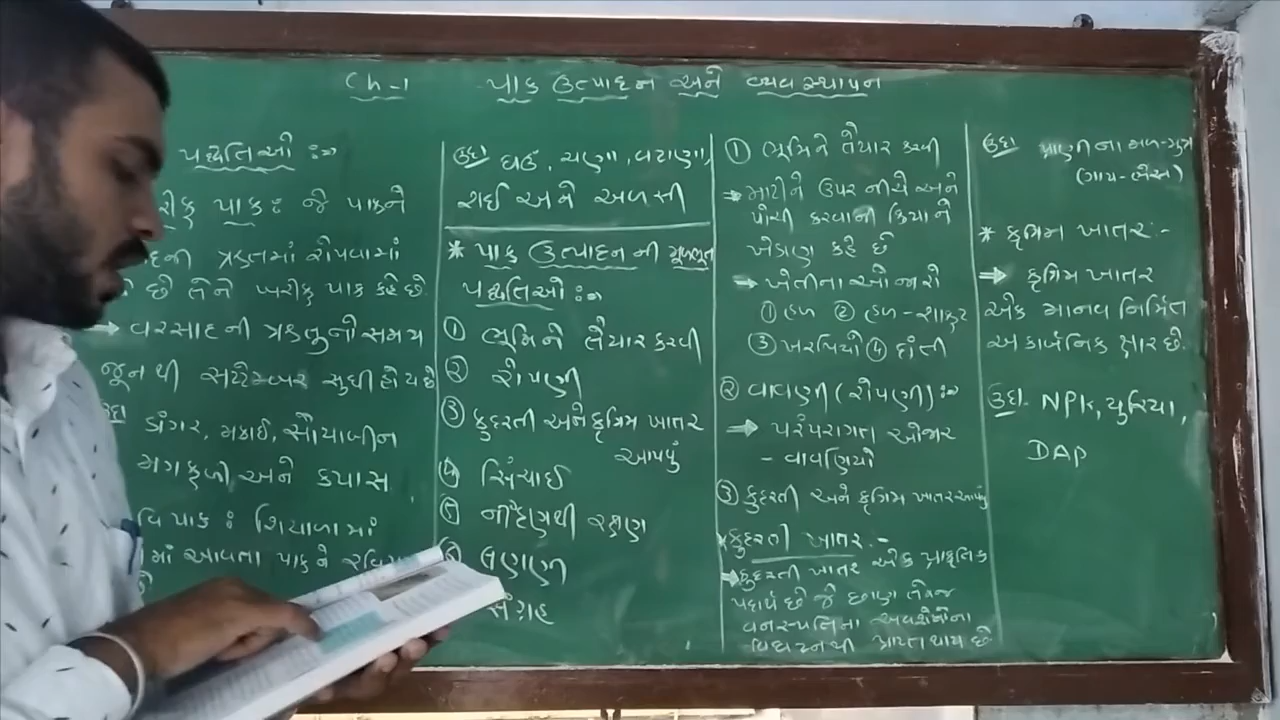 Ch-1 પાક ઉત્પાદન અને વ્યવસ્થાપન
પદ્ધતિઓ :-
પાક : જે પાકને
ઋતુમાં રોપવામાં
છે તેને ખરીફ પાક કહે છે.
→ વરસાદની ઋતુનો સમય
જૂન થી સપ્ટેમ્બર સુધી હોય છે
ડાંગર, મકાઈ, સોયાબીન
મગફળી અને કપાસ .
વિ પાક : શિયાળામાં
માં આવતા પાકને રવિ
ઉદા ઘઉં, ચણા, વટાણા,
રાઈ અને અળસી
* પાક ઉત્પાદન ની મૂળભૂત
પદ્ધતિઓ :-
① ભૂમિને તૈયાર કરવી
② રોપણી
③ કુદરતી અને કૃત્રિમ ખાતર
આપવું
④ સિંચાઈ
⑤ નીંદણથી રક્ષણ
⑥ લણણી
સંગ્રહ
① ભૂમિને તૈયાર કરવી
→ માટીને ઉપર નીચે અને
પોચી કરવાની ક્રિયાને
ખેડાણ કહે છે
→ ખેતીના ઓજારો
① હળ ② હળ-શાફ્ટ
③ ખરપિયો ④ દાંતી
② વાવણી (રોપણી) :-
→ પરંપરાગત ઓજાર
- વાવણિયો
③ કુદરતી અને કૃત્રિમ ખાતર આપવું
* કુદરતી ખાતર :-
→ કુદરતી ખાતર એક પ્રાકૃતિક
પદાર્થ છે જે છાણ તેમજ
વનસ્પતિના અવશેષોના
વિઘટનથી પ્રાપ્ત થાય છે
ઉદા પ્રાણીના મળ-મુત્ર
(ગાય-ભેંસ)
* કૃત્રિમ ખાતર :-
→ કૃત્રિમ ખાતર
એક માનવ નિર્મિત
અકાર્બનિક ક્ષાર છે.
ઉદા. NPK, યુરિયા,
DAP